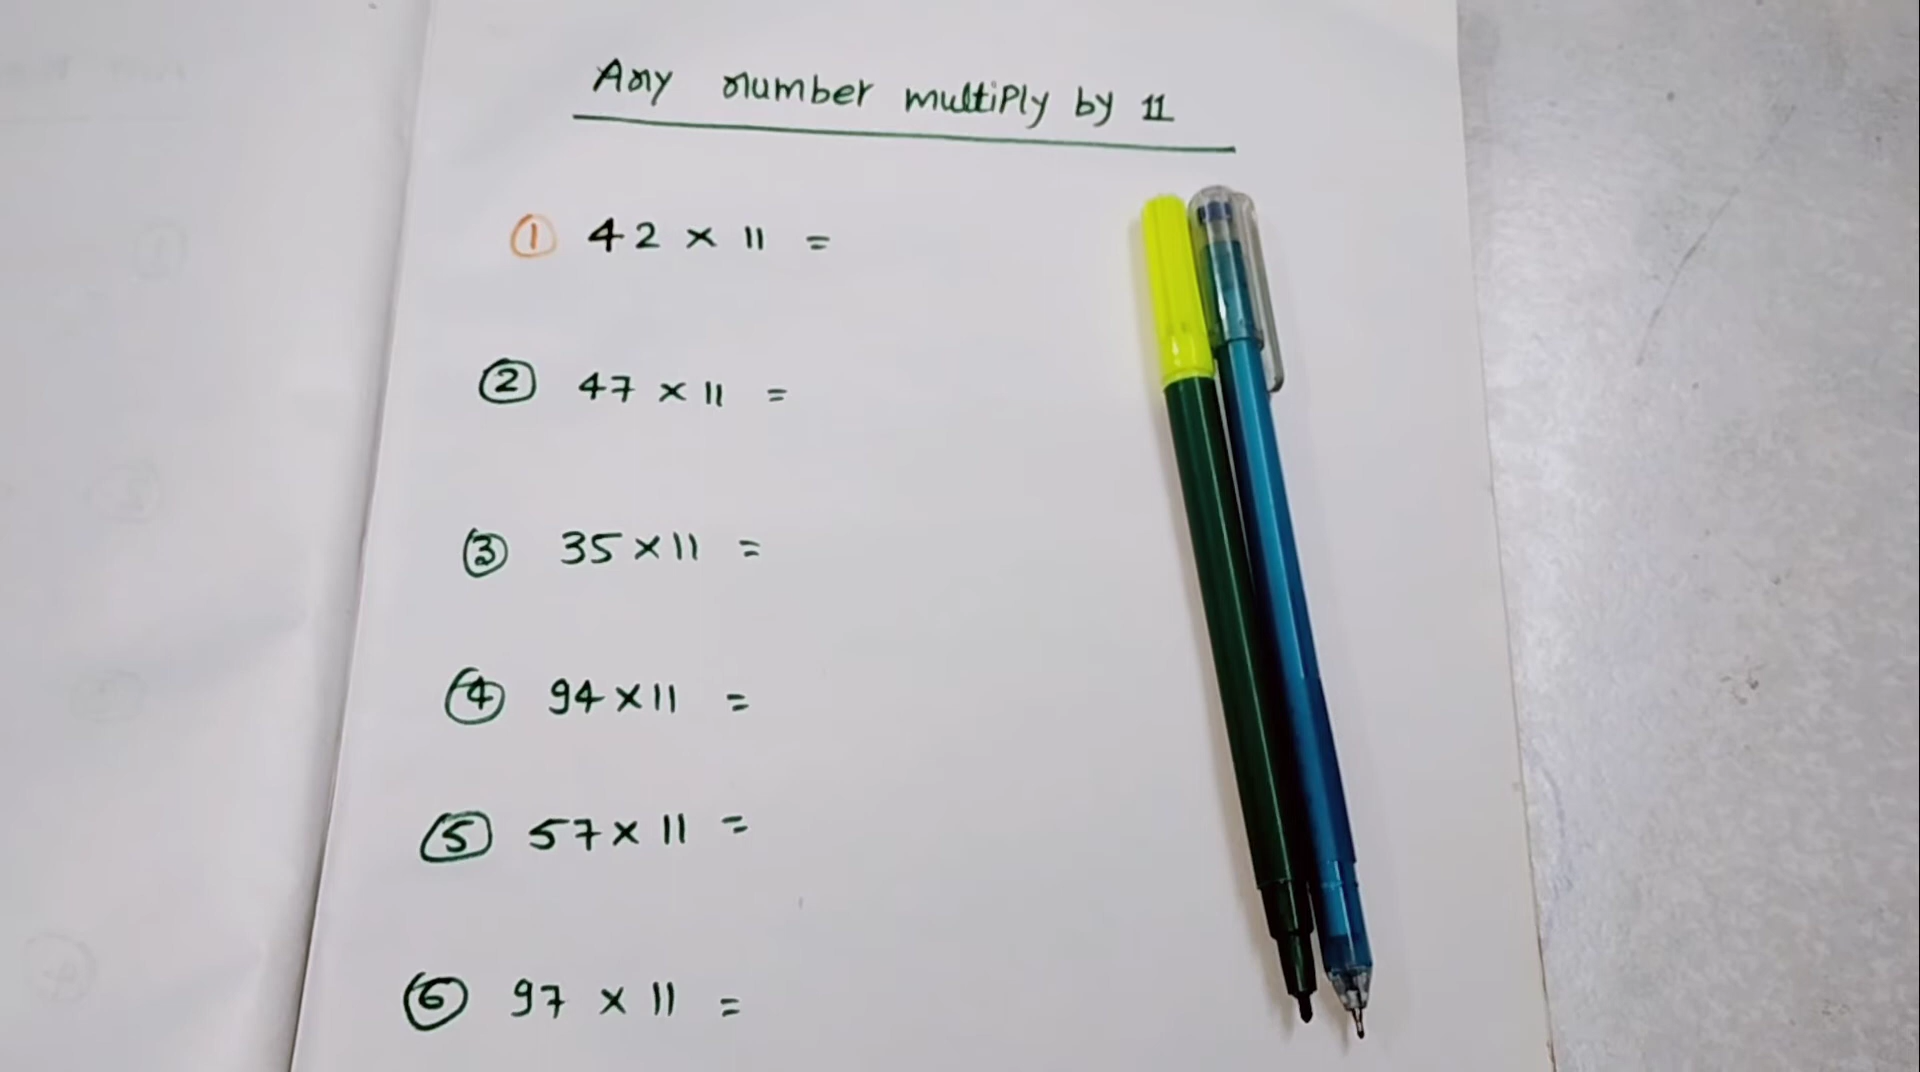 Any number multiply by 11
① 42 × 11 =
② 47 × 11 =
③ 35 × 11 =
④ 94 × 11 =
⑤ 57 × 11 =
⑥ 97 × 11 =